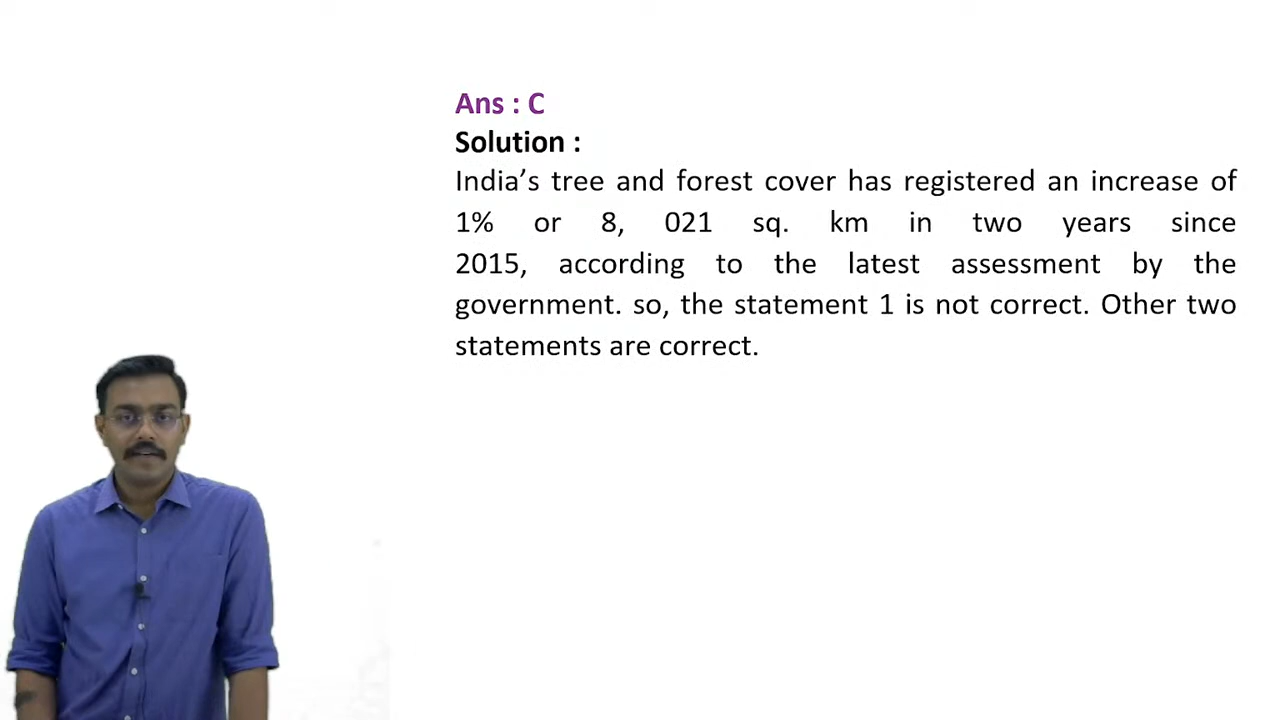 Ans : C
Solution :
India’s tree and forest cover has registered an increase of
1% or 8, 021 sq. km in two years since
2015, according to the latest assessment by the
government. so, the statement 1 is not correct. Other two
statements are correct.